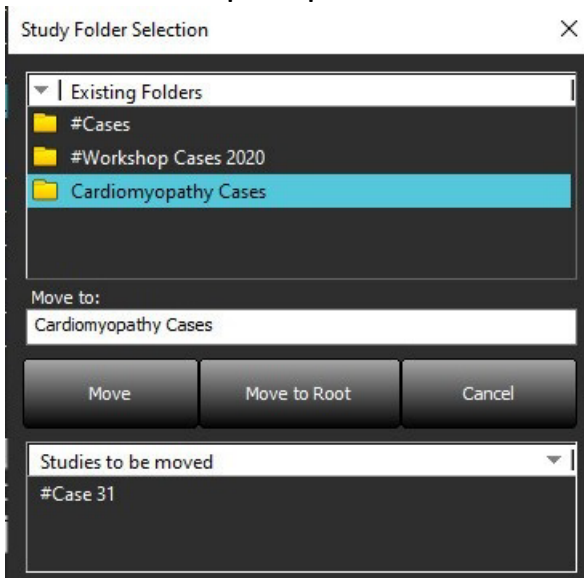 Study Folder Selection
Existing Folders
#Cases
#Workshop Cases 2020
Cardiomyopathy Cases
Move to:
Cardiomyopathy Cases
Move Move to Root Cancel
Studies to be moved
#Case 31